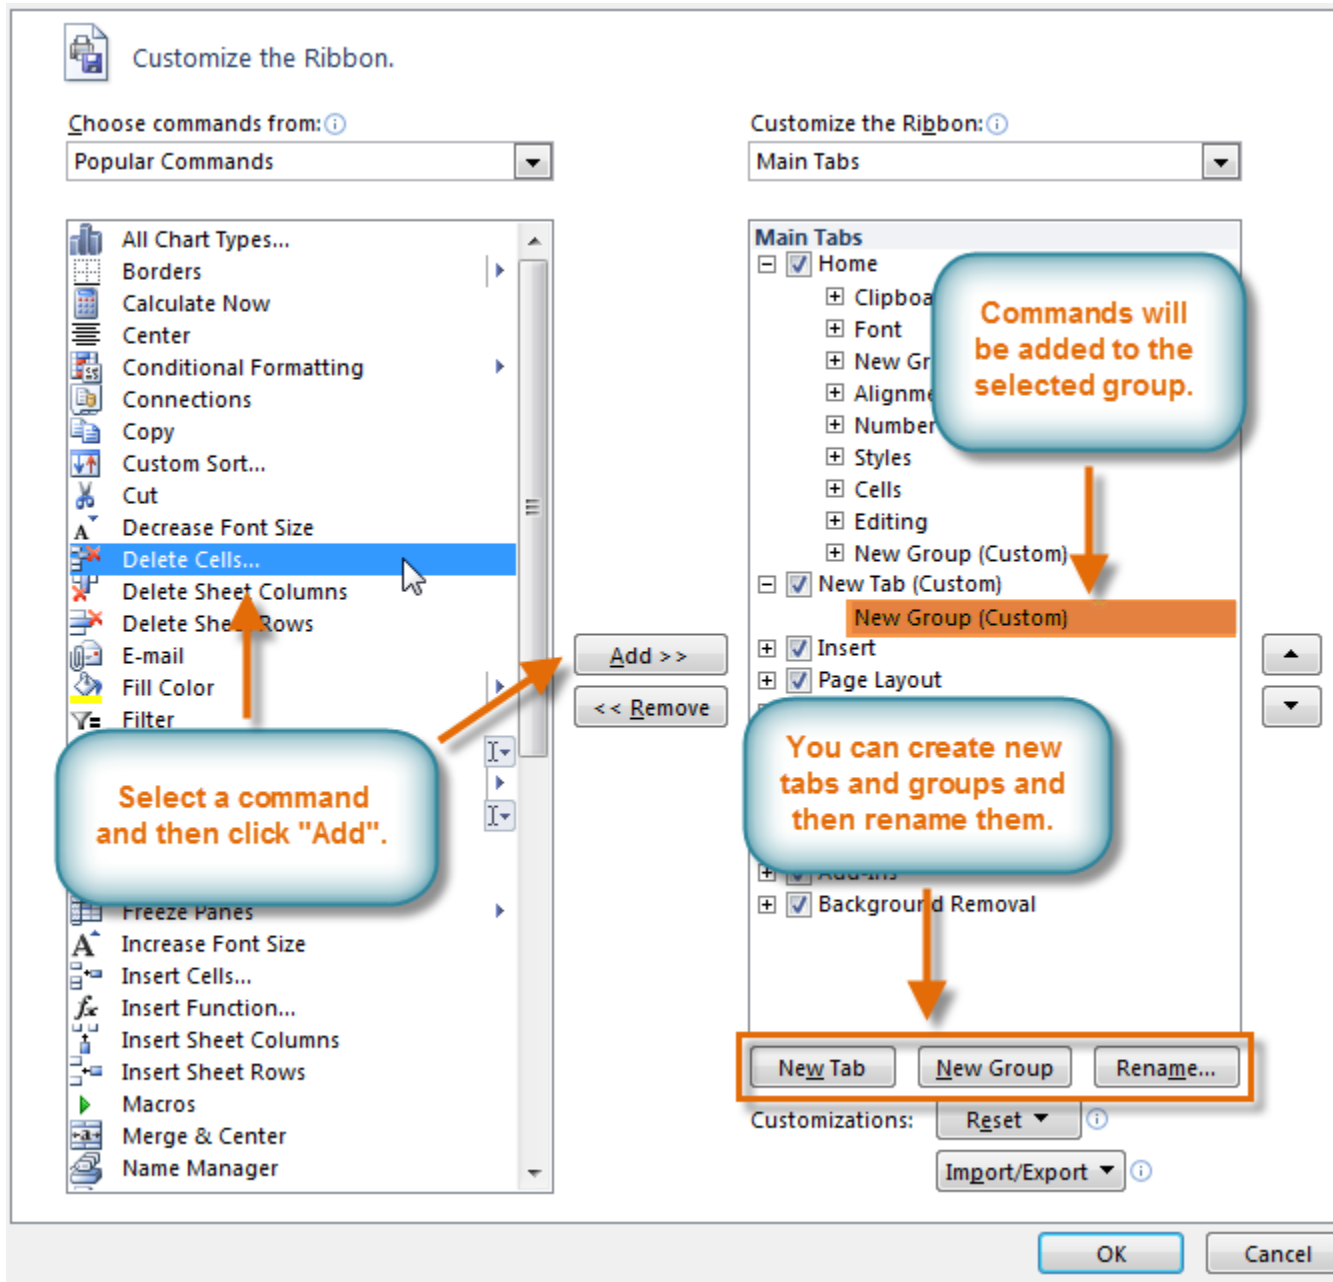 Customize the Ribbon.
Choose commands from:
Popular Commands
All Chart Types...
Borders
Calculate Now
Center
Conditional Formatting
Connections
Copy
Custom Sort...
Cut
Decrease Font Size
Delete Cells...
Delete Sheet Columns
Delete Sheet Rows
E-mail
Fill Color
Filter
Select a command
and then click "Add".
Freeze Panes
Increase Font Size
Insert Cells...
Insert Function...
Insert Sheet Columns
Insert Sheet Rows
Macros
Merge & Center
Name Manager
Add >>
<< Remove
Customize the Ribbon:
Main Tabs
Main Tabs
Home
Clipboa
Font
New Gr
Alignme
Number
Styles
Cells
Editing
New Group (Custom)
Commands will
be added to the
selected group.
New Tab (Custom)
New Group (Custom)
Insert
Page Layout
You can create new
tabs and groups and
then rename them.
Add-Ins
Background Removal
New Tab
New Group
Rename...
Customizations:
Reset
Import/Export
OK
Cancel